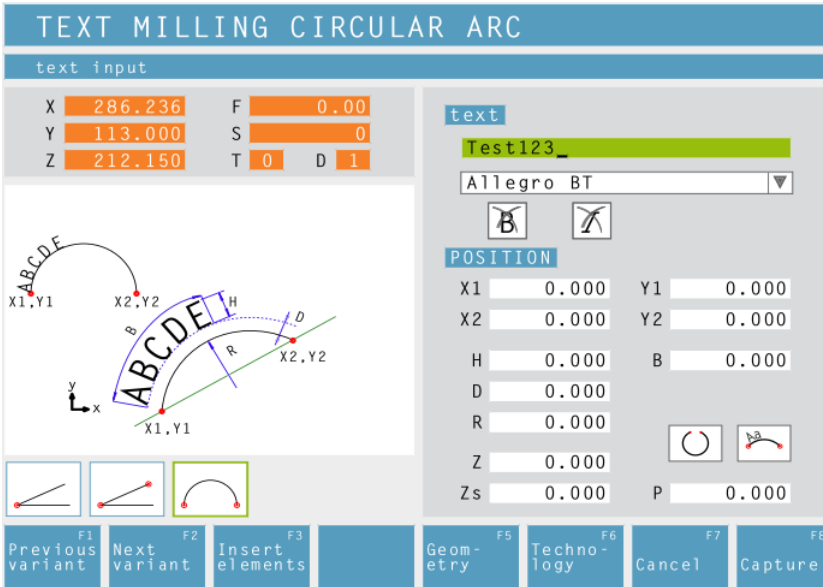 TEXT MILLING CIRCULAR ARC
text input
X 286.236 F 0.00
Y 113.000 S 0
Z 212.150 T 0 D 1
text
Test123_
Allegro BT
B I
POSITION
X1 0.000 Y1 0.000
X2 0.000 Y2 0.000
H 0.000 B 0.000
D 0.000
R 0.000
Aa
Z 0.000
Zs 0.000 P 0.000
ABCDE
X1,Y1 X2,Y2
B ABCDE H D
R X2,Y2
y
x
X1,Y1
F1 Previous variant
F2 Next variant
F3 Insert elements
F5 Geom-etry
F6 Techno-logy
F7 Cancel
F8 Capture